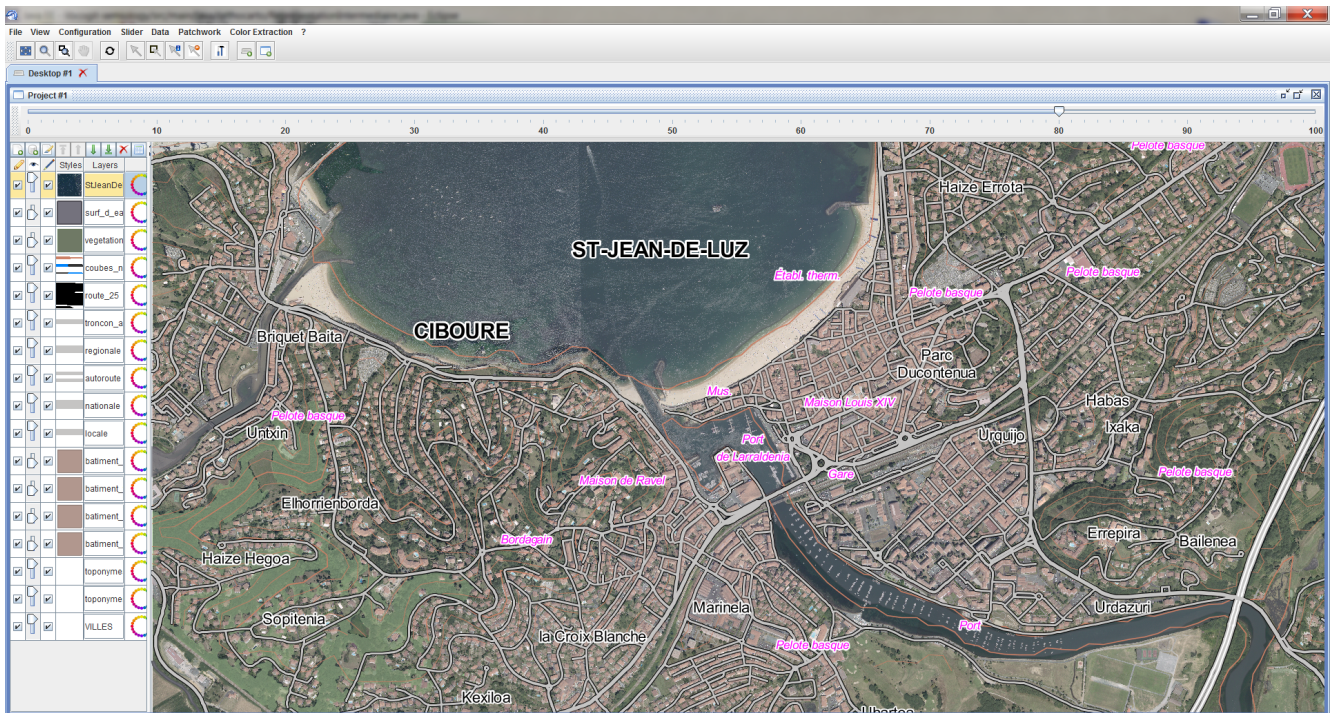 File View Configuration Slider Data Patchwork Color Extraction ?
Desktop #1
Project #1
0 10 20 30 40 50 60 70 80 90 100
Styles Layers
StJeanDe
surf_d_ea
vegetation
coubes_n
route_25
troncon_a
regionale
autoroute
nationale
locale
batiment_
batiment_
batiment_
batiment_
toponyme
toponyme
VILLES
Pelote basque
Haize Errota
ST-JEAN-DE-LUZ
Établ. therm.
Pelote basque
Pelote basque
CIBOURE
Briquet Baita
Parc
Ducontenua
Mus.
Maison Louis XIV
Habas
Pelote basque
Untxin
Ixaka
Urquijo
Port
de Larraldenia
Gare
Pelote basque
Maison de Ravel
Elhorrienborda
Bordagain
Errepira
Bailenea
Haize Hegoa
Marinela
Urdazuri
Sopitenia
Port
la Croix Blanche
Pelote basque
Kexiloa